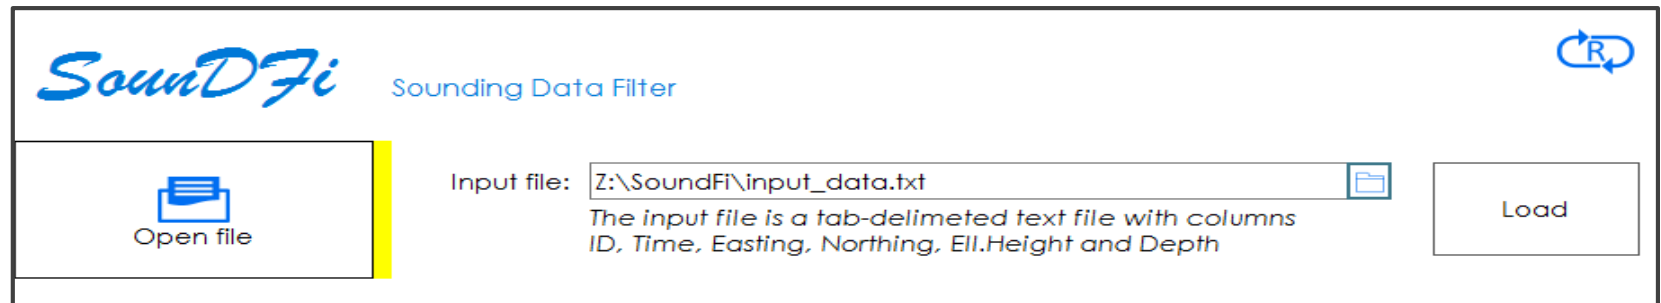 SounDFi
Sounding Data Filter
R
Open file
Input file:
Z:\SoundFi\input_data.txt
The input file is a tab-delimeted text file with columns
ID, Time, Easting, Northing, Ell.Height and Depth
Load